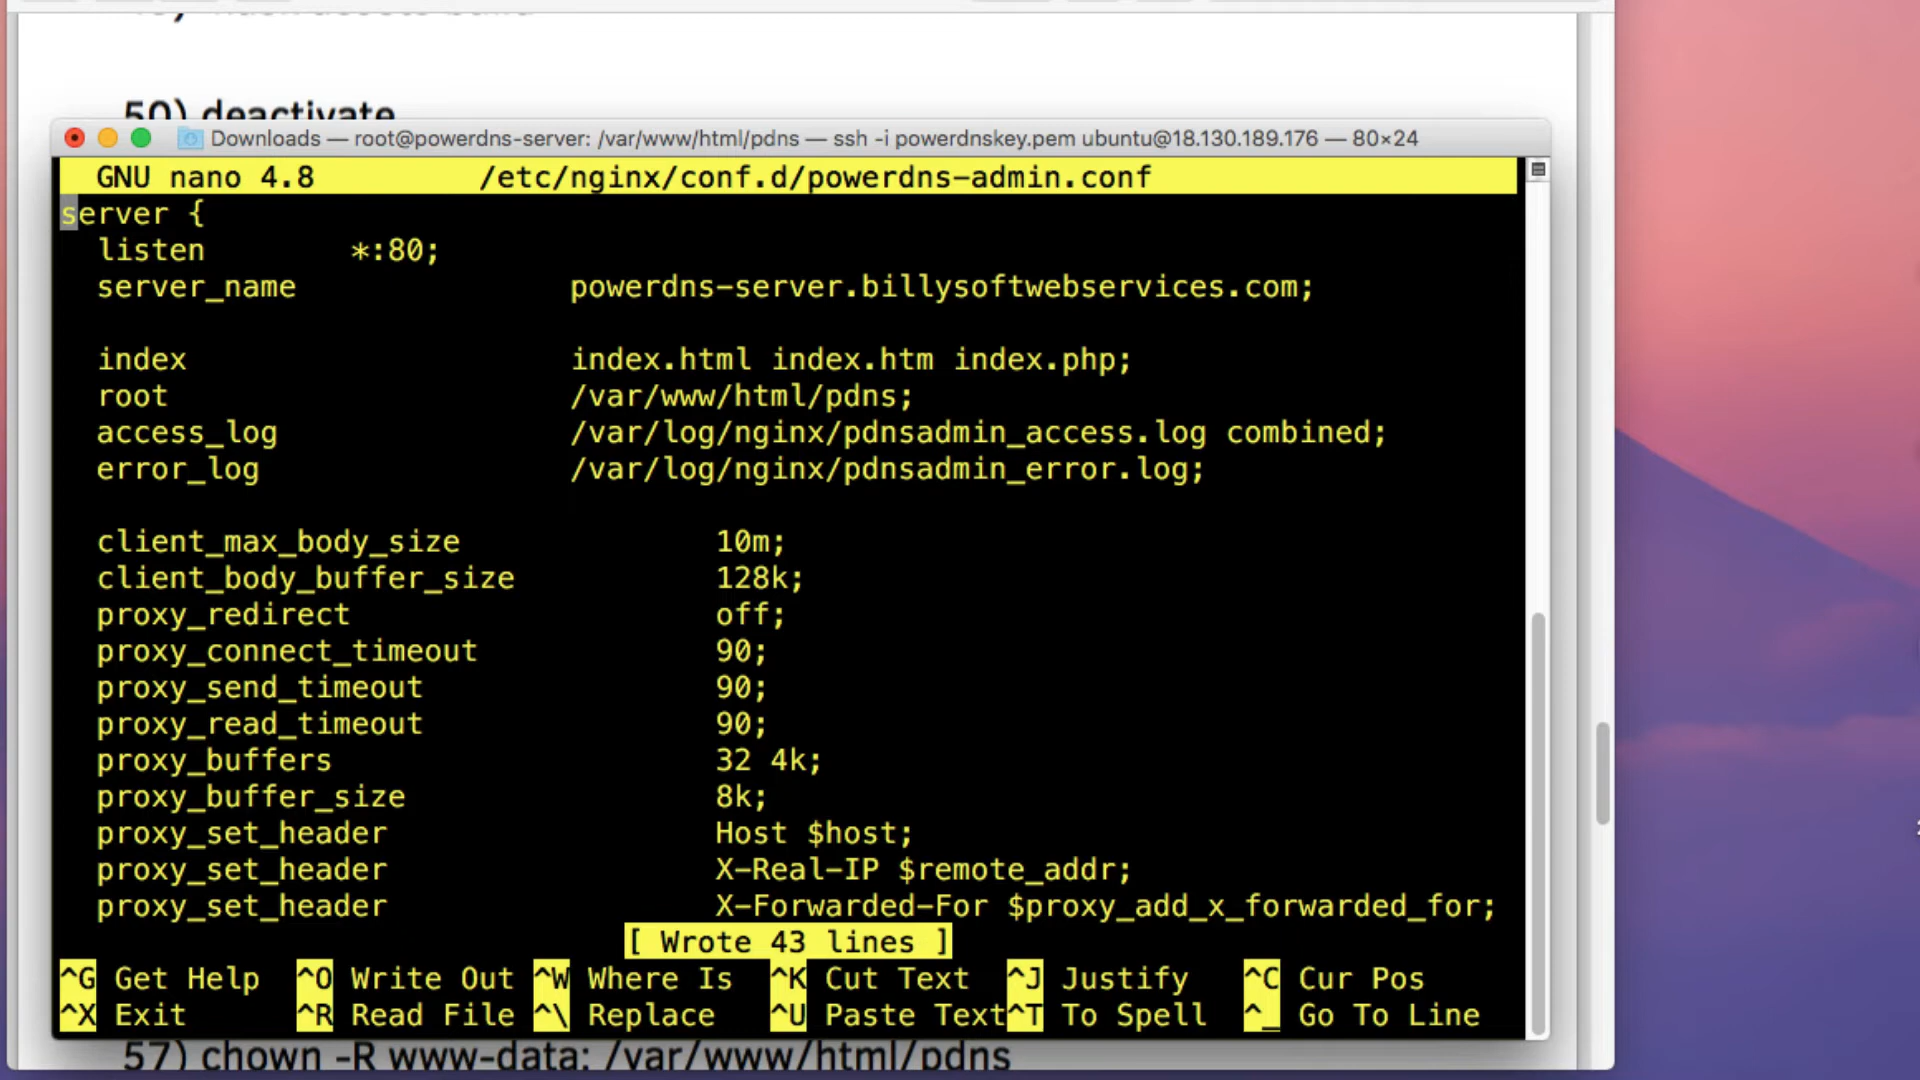 50) deactivate
Downloads — root@powerdns-server: /var/www/html/pdns — ssh -i powerdnskey.pem ubuntu@18.130.189.176 — 80×24
GNU nano 4.8 /etc/nginx/conf.d/powerdns-admin.conf
server {
listen *:80;
server_name powerdns-server.billysoftwebservices.com;
index index.html index.htm index.php;
root /var/www/html/pdns;
access_log /var/log/nginx/pdnsadmin_access.log combined;
error_log /var/log/nginx/pdnsadmin_error.log;
client_max_body_size 10m;
client_body_buffer_size 128k;
proxy_redirect off;
proxy_connect_timeout 90;
proxy_send_timeout 90;
proxy_read_timeout 90;
proxy_buffers 32 4k;
proxy_buffer_size 8k;
proxy_set_header Host $host;
proxy_set_header X-Real-IP $remote_addr;
proxy_set_header X-Forwarded-For $proxy_add_x_forwarded_for;
[ Wrote 43 lines ]
^G Get Help ^O Write Out ^W Where Is ^K Cut Text ^J Justify ^C Cur Pos
^X Exit ^R Read File ^\ Replace ^U Paste Text ^T To Spell ^_ Go To Line
57) chown -R www-data: /var/www/html/pdns